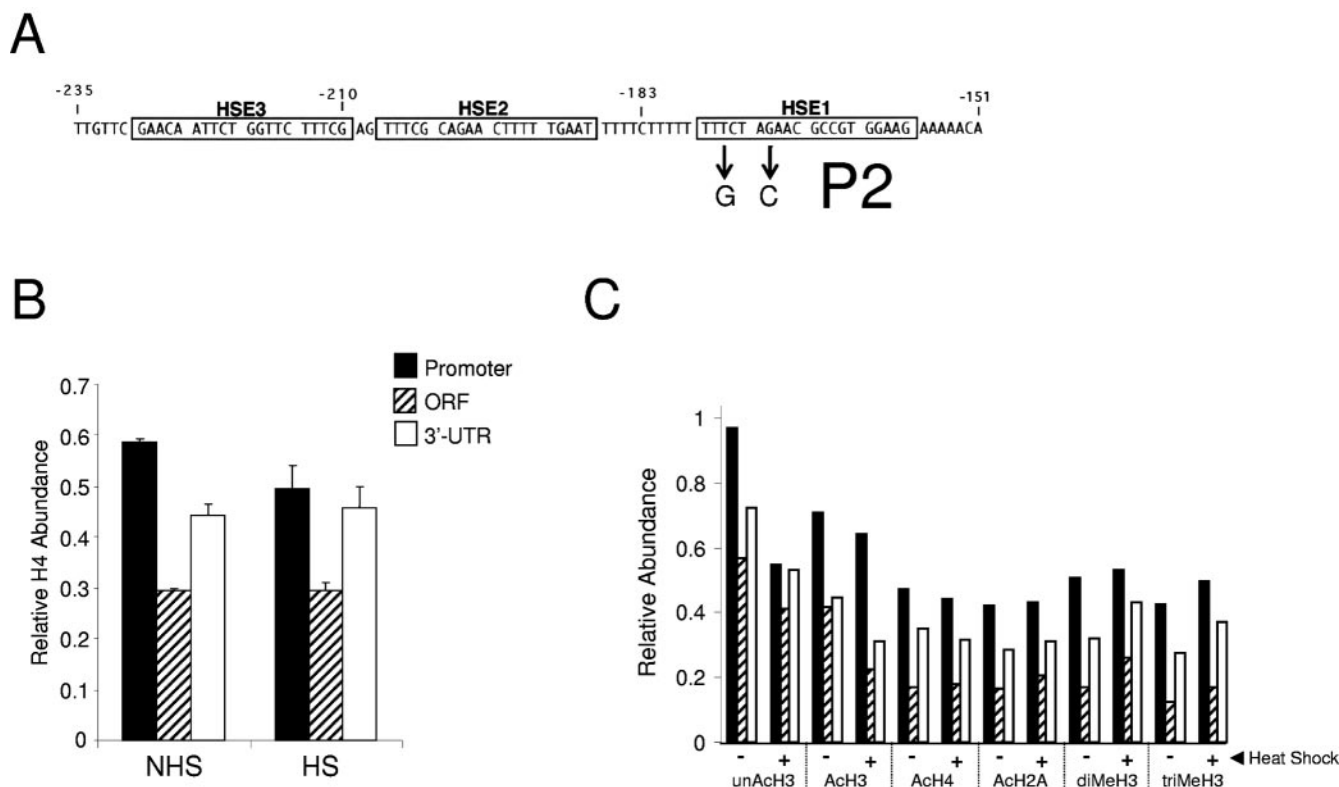 A
-235 -210 -183 -151
HSE3 HSE2 HSE1
TTGTTC GAACA ATTCT GGTTC TTTCG AG TTTCG CAGAA CTTTT TGAAT TTTTCTTTTT TTTCT AGAAC GCCGT GGAAG AAAAACA
G C P2
B
Promoter
ORF
3'-UTR
Relative H4 Abundance
0.7
0.6
0.5
0.4
0.3
0.2
0.1
0
NHS HS
C
Relative Abundance
1
0.8
0.6
0.4
0.2
0
- + - + - + - + - + - + ◄ Heat Shock
unAcH3 AcH3 AcH4 AcH2A diMeH3 triMeH3